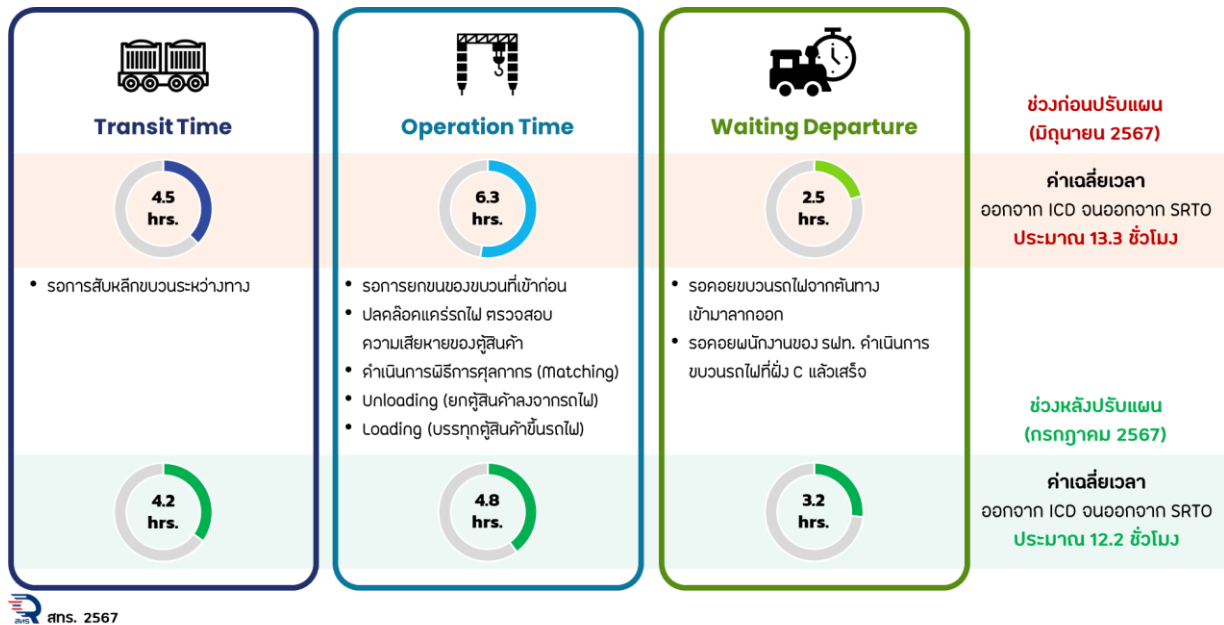 Transit Time
Operation Time
Waiting Departure
ช่วงก่อนปรับแผน
(มิถุนายน 2567)
4.5
hrs.
6.3
hrs.
2.5
hrs.
ค่าเฉลี่ยเวลา
ออกจาก ICD จนออกจาก SRTO
ประมาณ 13.3 ชั่วโมง
• รอการสับหลีกขบวนระหว่างทาง
• รอการยกขนของขบวนที่เข้าก่อน
• ปลดล๊อคแคร่รถไฟ ตรวจสอบ
ความเสียหายของตู้สินค้า
• ดำเนินการพิธีการศุลกากร (Matching)
• Unloading (ยกตู้สินค้าลงจากรถไฟ)
• Loading (บรรทุกตู้สินค้าขึ้นรถไฟ)
• รอคอยขบวนรถไฟจากต้นทาง
เข้ามาลากออก
• รอคอยพนักงานของ รฟท. ดำเนินการ
ขบวนรถไฟที่ฝั่ง C แล้วเสร็จ
ช่วงหลังปรับแผน
(กรกฎาคม 2567)
4.2
hrs.
4.8
hrs.
3.2
hrs.
ค่าเฉลี่ยเวลา
ออกจาก ICD จนออกจาก SRTO
ประมาณ 12.2 ชั่วโมง
สทร. สทร. 2567